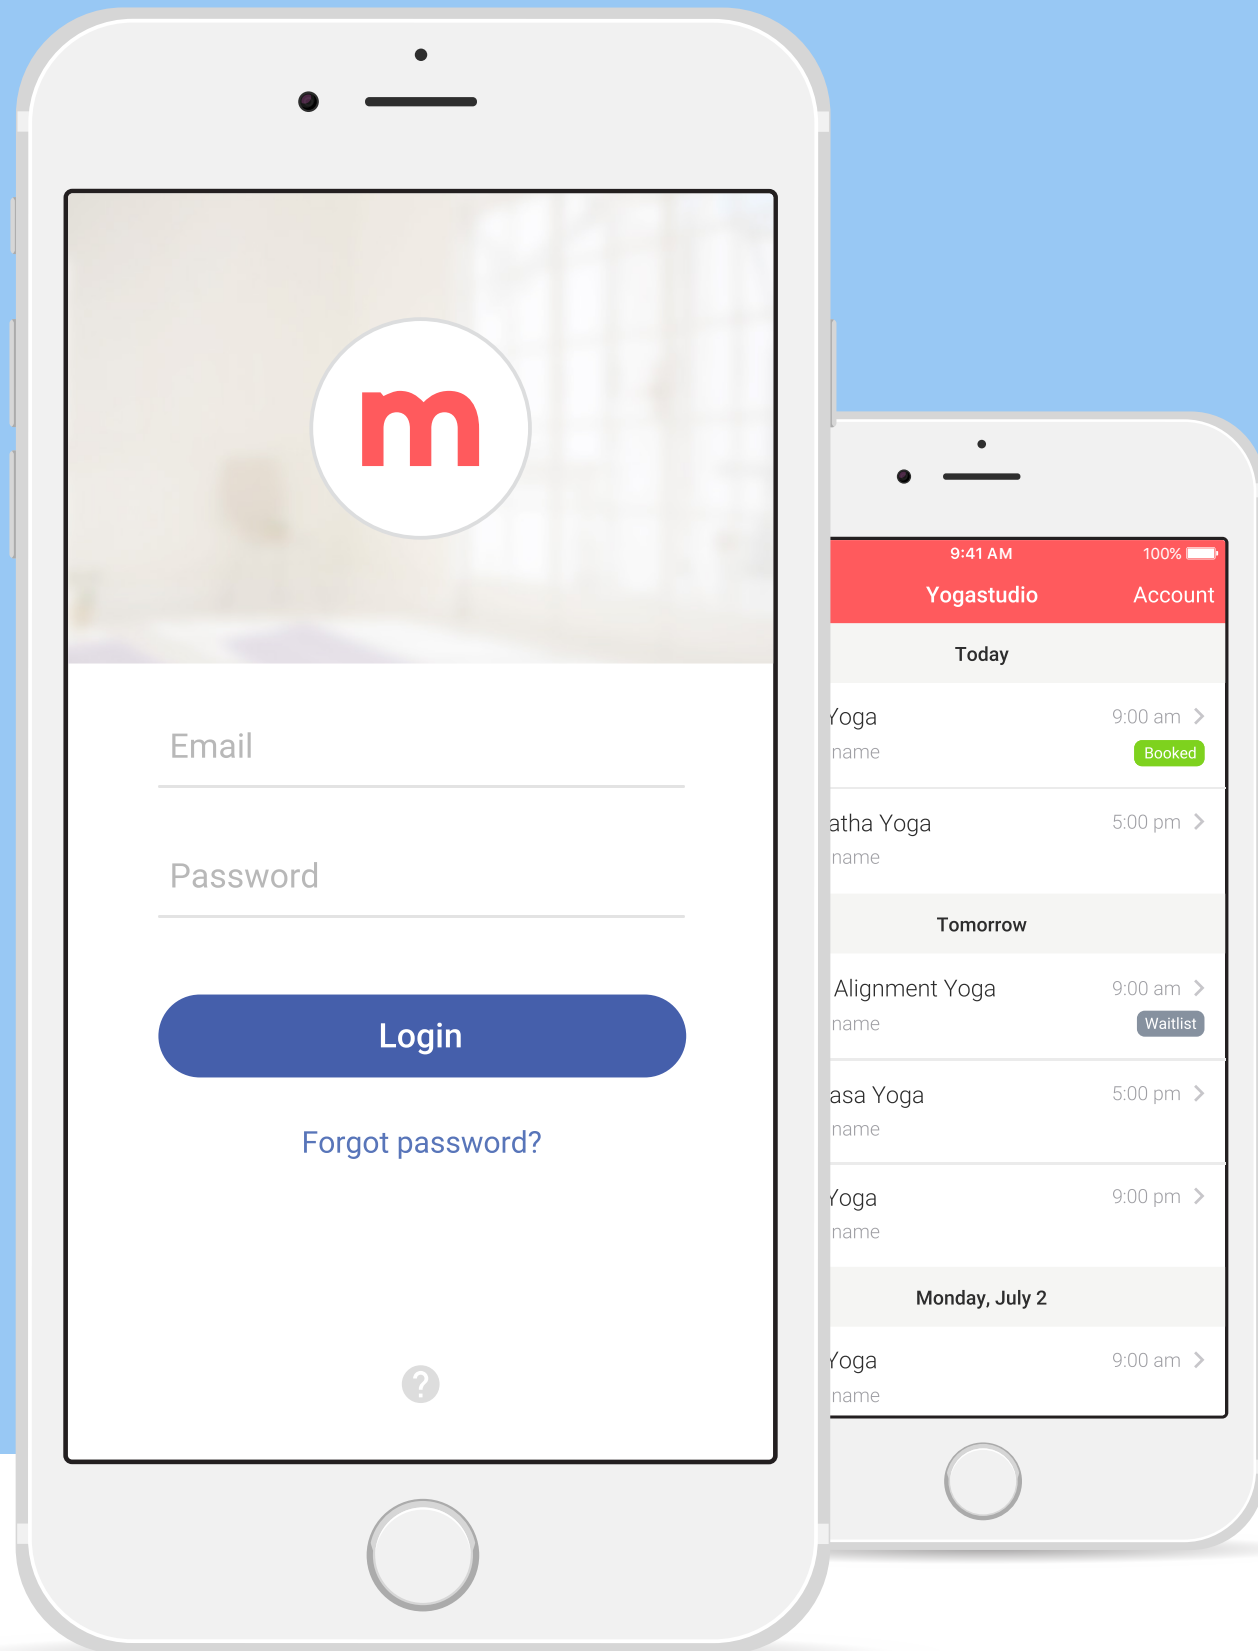 m
Email
Password
Login
Forgot password?
?
9:41 AM 100%
Yogastudio Account
Today
Yoga 9:00 am
name Booked
atha Yoga 5:00 pm
name
Tomorrow
Alignment Yoga 9:00 am
name Waitlist
asa Yoga 5:00 pm
name
Yoga 9:00 pm
name
Monday, July 2
Yoga 9:00 am
name